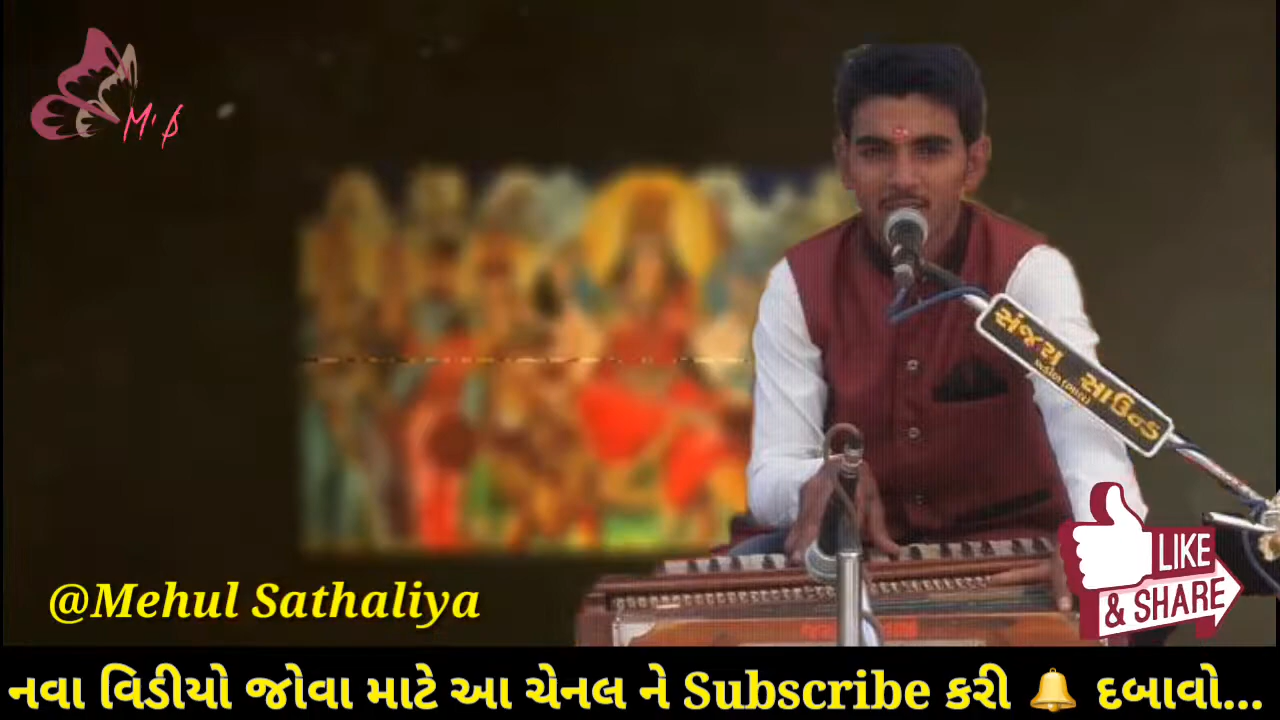 M
સંજય સાઉન્ડ
LIKE
& SHARE
@Mehul Sathaliya
નવા વિડીયો જોવા માટે આ ચેનલ ને Subscribe કરી 🔔 દબાવો...